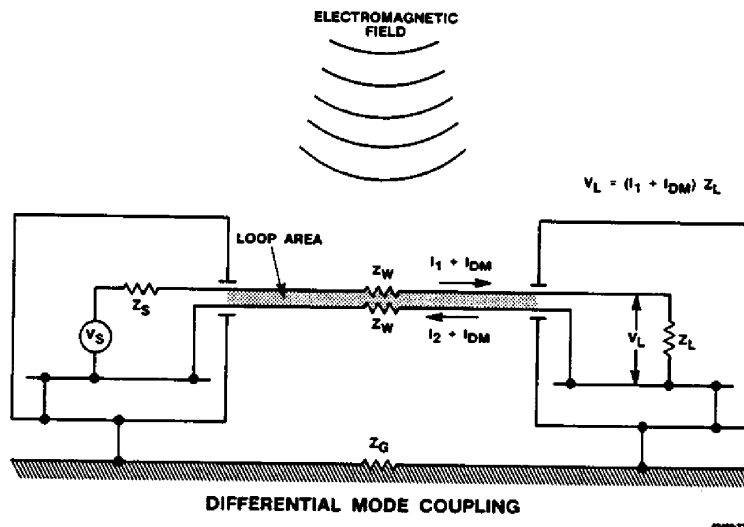 ELECTROMAGNETIC
FIELD
V_L = (I_1 + I_DM) Z_L
LOOP AREA
Z_W
I_1 + I_DM
Z_S
Z_W
I_2 + I_DM
V_S
V_L
Z_L
Z_G
DIFFERENTIAL MODE COUPLING